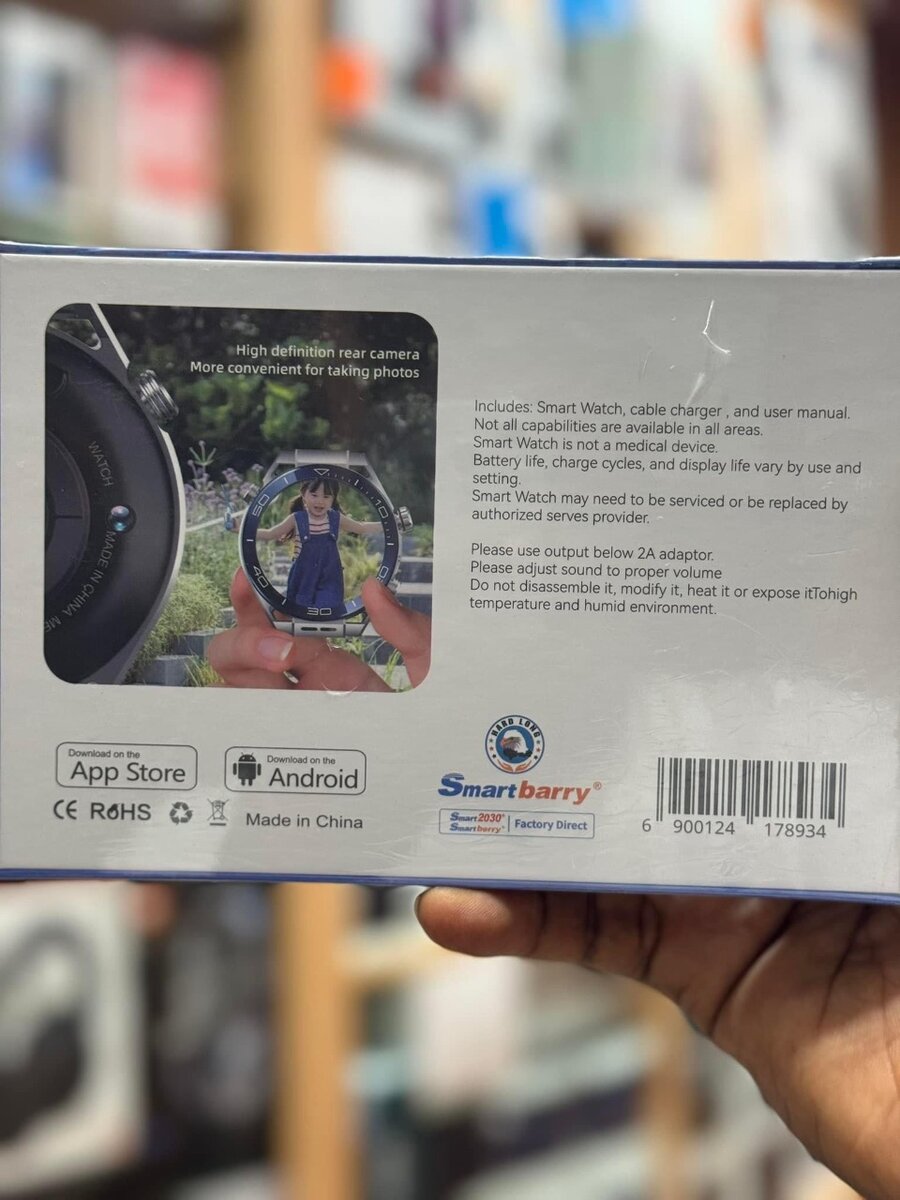 High definition rear camera
More convenient for taking photos
WATCH
MADE IN CHINA
50
10
40
30
Includes: Smart Watch, cable charger , and user manual.
Not all capabilities are available in all areas.
Smart Watch is not a medical device.
Battery life, charge cycles, and display life vary by use and
setting.
Smart Watch may need to be serviced or be replaced by
authorized serves provider.
Please use output below 2A adaptor.
Please adjust sound to proper volume
Do not disassemble it, modify it, heat it or expose itTohigh
temperature and humid environment.
Download on the
App Store
Download on the
Android
CE RoHS
Made in China
HARD LONG
Smartbarry®
Smart2030®
Smartberry®
Factory Direct
6 900124 178934